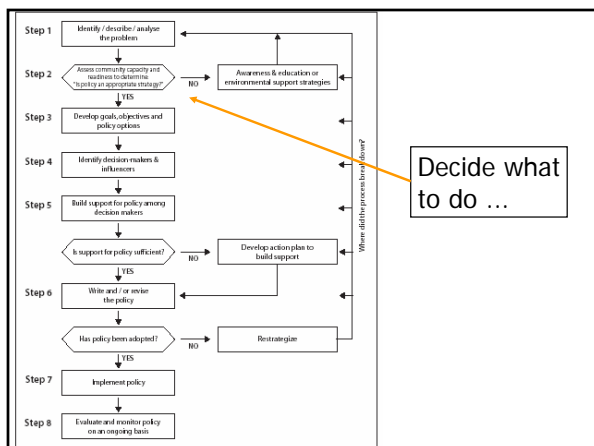 Step 1
Identify / describe / analyse
the problem
Step 2
Assess community capacity and
readiness to determine
"Is policy an appropriate strategy?"
NO
Awareness & education or
environmental support strategies
YES
Step 3
Develop goals, objectives and
policy options
Step 4
Identify decision-makers &
influencers
Step 5
Build support for policy among
decision makers
Is support for policy sufficient?
NO
Develop action plan to
build support
YES
Step 6
Write and / or revise
the policy
Has policy been adopted?
NO
Restrategize
YES
Step 7
Implement policy
Step 8
Evaluate and monitor policy
on an ongoing basis
Where did the process break down?
Decide what
to do ...